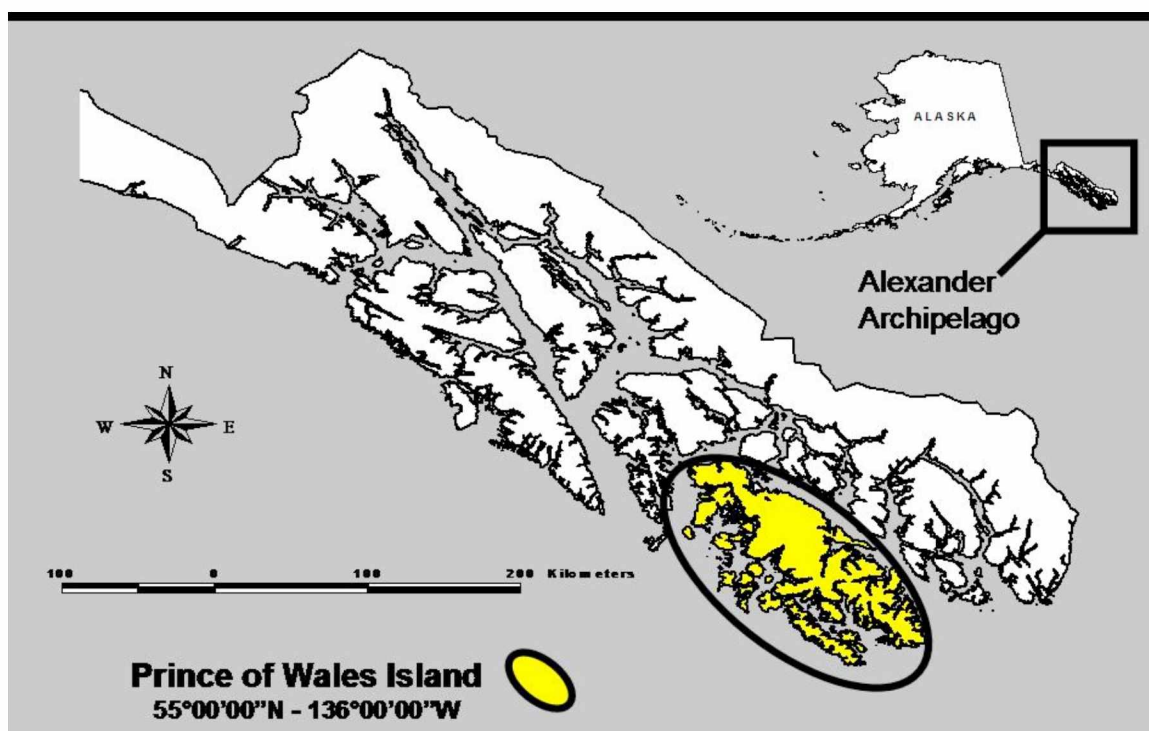 ALASKA
Alexander
Archipelago
N
W E
S
100 0 100 200 Kilometers
Prince of Wales Island
55°00’00”N - 136°00’00”W